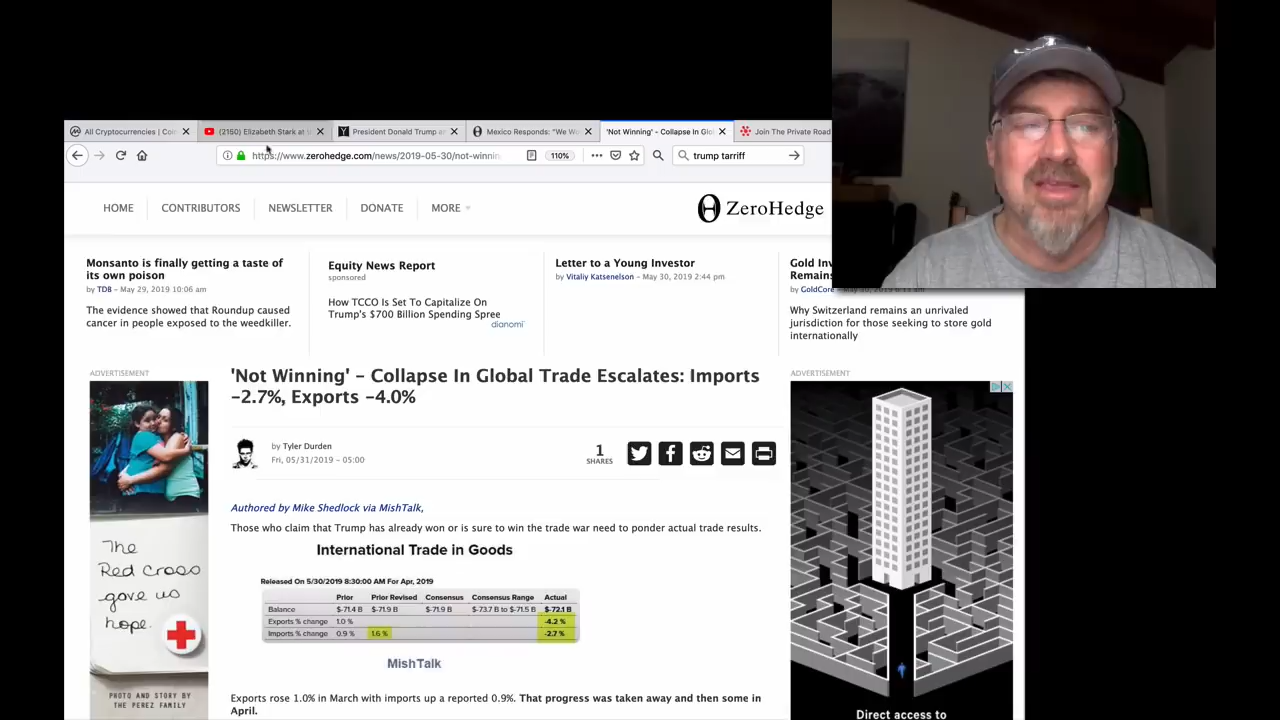 All Cryptocurrencies | Coi
(2150) Elizabeth Stark at
President Donald Trump an
Mexico Responds: "We W
'Not Winning' - Collapse In Glo
Join The Private Road
https://www.zerohedge.com/news/2019-05-30/not-winnin
110%
trump tarriff
HOME
CONTRIBUTORS
NEWSLETTER
DONATE
MORE
ZeroHedge
Monsanto is finally getting a taste of
its own poison
by TDB - May 29, 2019 10:06 am
The evidence showed that Roundup caused
cancer in people exposed to the weedkiller.
Equity News Report
sponsored
How TCCO Is Set To Capitalize On
Trump's $700 Billion Spending Spree
dianomi
Letter to a Young Investor
by Vitaliy Katsenelson - May 30, 2019 2:44 pm
Gold Inv
Remains
by GoldCore
Why Switzerland remains an unrivaled
jurisdiction for those seeking to store gold
internationally
ADVERTISEMENT
The
Red cross
gave us
hope.
PHOTO AND STORY BY
THE PEREZ FAMILY
'Not Winning' - Collapse In Global Trade Escalates: Imports
-2.7%, Exports -4.0%
by Tyler Durden
Fri, 05/31/2019 - 05:00
1
SHARES
Authored by Mike Shedlock via MishTalk,
Those who claim that Trump has already won or is sure to win the trade war need to ponder actual trade results.
International Trade in Goods
Released On 5/30/2019 8:30:00 AM For Apr, 2019
Prior Prior Revised Consensus Consensus Range Actual
Balance $-71.4 B $-71.9 B $-71.9 B $-73.7 B to $-71.5 B $-72.1 B
Exports % change 1.0 % -4.2 %
Imports % change 0.9 % 1.6 % -2.7 %
MishTalk
Exports rose 1.0% in March with imports up a reported 0.9%. That progress was taken away and then some in
April.
ADVERTISEMENT
Direct access to